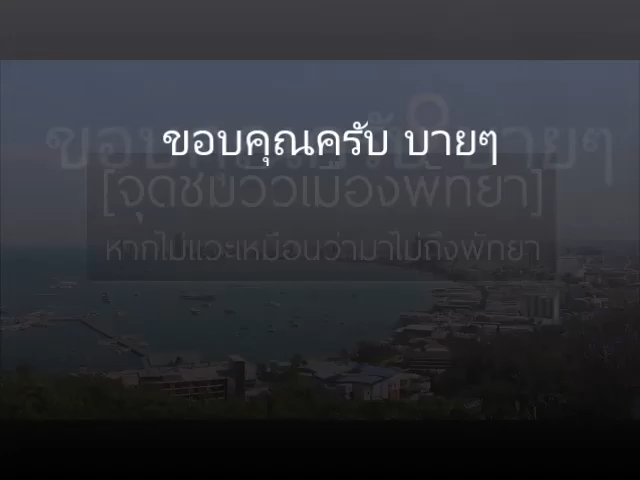 ขอบคุณครับ บายๆ
[จุดชมวิวเมืองพัทยา]
หากไม่แวะเหมือนว่ามาไม่ถึงพัทยา